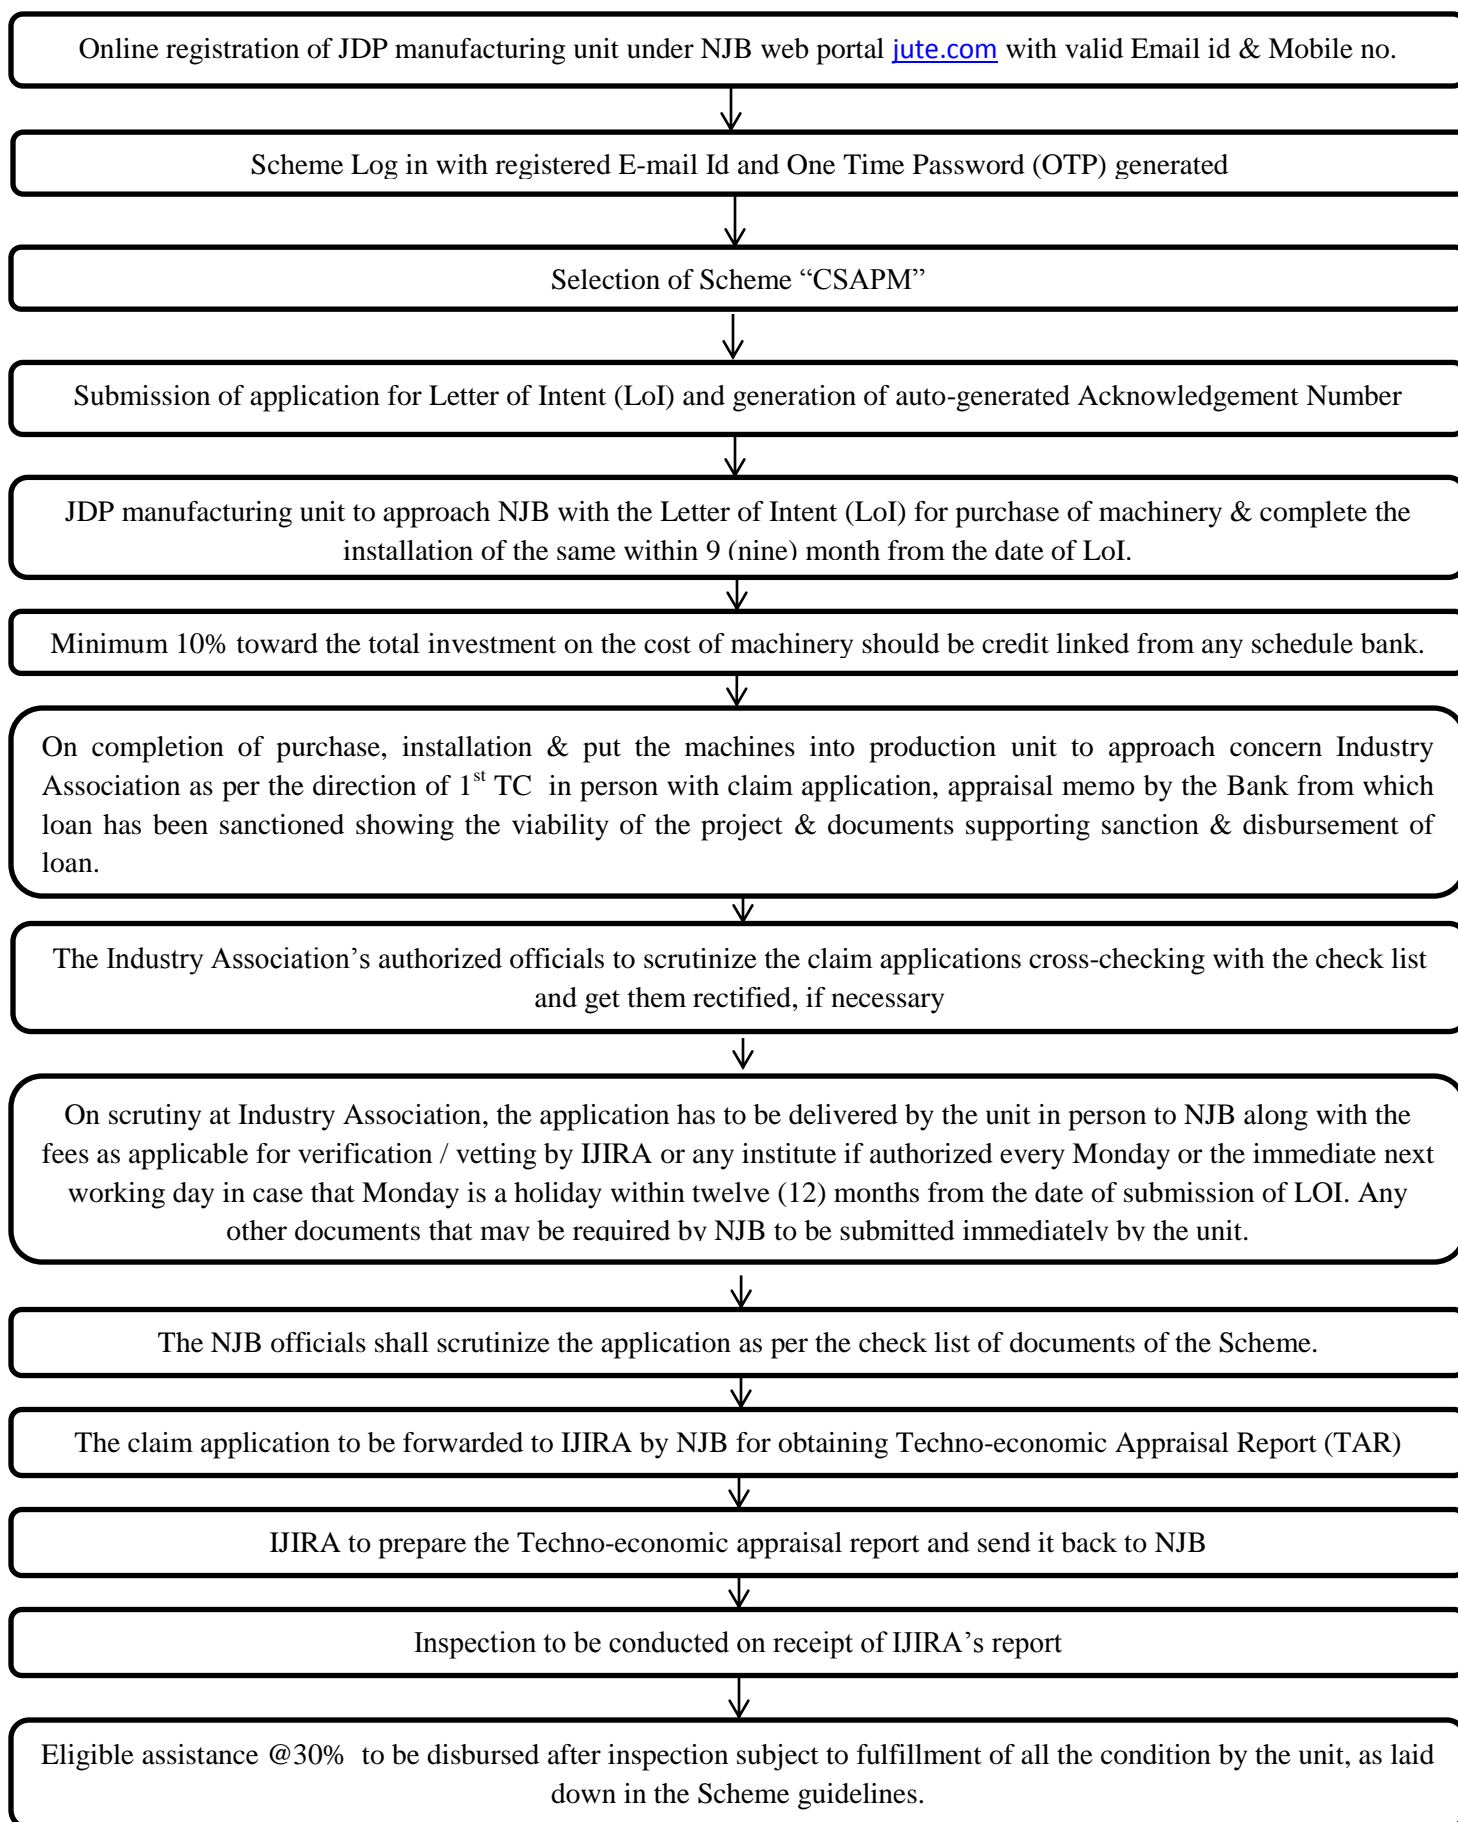 Online registration of JDP manufacturing unit under NJB web portal jute.com with valid Email id & Mobile no.
Scheme Log in with registered E-mail Id and One Time Password (OTP) generated
Selection of Scheme “CSAPM”
Submission of application for Letter of Intent (LoI) and generation of auto-generated Acknowledgement Number
JDP manufacturing unit to approach NJB with the Letter of Intent (LoI) for purchase of machinery & complete the
installation of the same within 9 (nine) month from the date of LoI.
Minimum 10% toward the total investment on the cost of machinery should be credit linked from any schedule bank.
On completion of purchase, installation & put the machines into production unit to approach concern Industry
Association as per the direction of 1st TC in person with claim application, appraisal memo by the Bank from which
loan has been sanctioned showing the viability of the project & documents supporting sanction & disbursement of
loan.
The Industry Association’s authorized officials to scrutinize the claim applications cross-checking with the check list
and get them rectified, if necessary
On scrutiny at Industry Association, the application has to be delivered by the unit in person to NJB along with the
fees as applicable for verification / vetting by IJIRA or any institute if authorized every Monday or the immediate next
working day in case that Monday is a holiday within twelve (12) months from the date of submission of LOI. Any
other documents that may be required by NJB to be submitted immediately by the unit.
The NJB officials shall scrutinize the application as per the check list of documents of the Scheme.
The claim application to be forwarded to IJIRA by NJB for obtaining Techno-economic Appraisal Report (TAR)
IJIRA to prepare the Techno-economic appraisal report and send it back to NJB
Inspection to be conducted on receipt of IJIRA’s report
Eligible assistance @30% to be disbursed after inspection subject to fulfillment of all the condition by the unit, as laid
down in the Scheme guidelines.